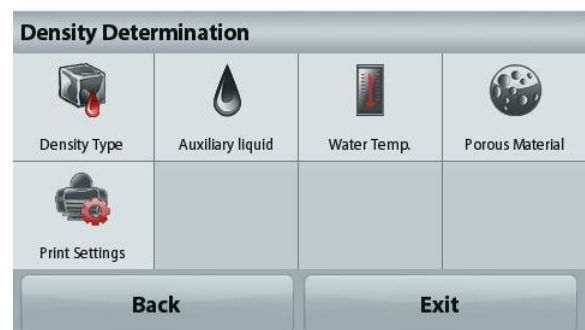 Density Determination
Density Type
Auxiliary liquid
Water Temp.
Porous Material
Print Settings
Back
Exit